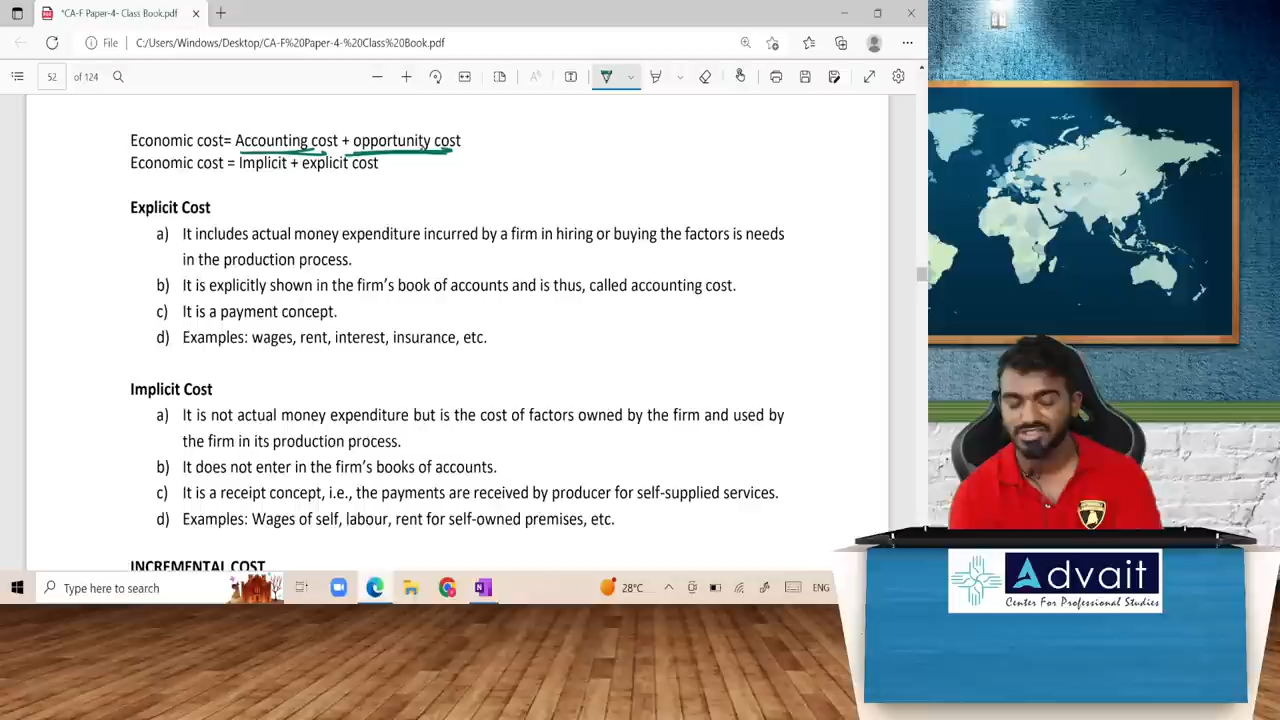 *CA-F Paper-4- Class Book.pdf
File
C:/Users/Windows/Desktop/CA-F%20Paper-4-%20Class%20Book.pdf
52 of 124
Economic cost= Accounting cost + opportunity cost
Economic cost = Implicit + explicit cost
Explicit Cost
a) It includes actual money expenditure incurred by a firm in hiring or buying the factors is needs
in the production process.
b) It is explicitly shown in the firm's book of accounts and is thus, called accounting cost.
c) It is a payment concept.
d) Examples: wages, rent, interest, insurance, etc.
Implicit Cost
a) It is not actual money expenditure but is the cost of factors owned by the firm and used by
the firm in its production process.
b) It does not enter in the firm's books of accounts.
c) It is a receipt concept, i.e., the payments are received by producer for self-supplied services.
d) Examples: Wages of self, labour, rent for self-owned premises, etc.
INCREMENTAL COST
Type here to search
28°C
ENG
Advait
Center For Professional Studies